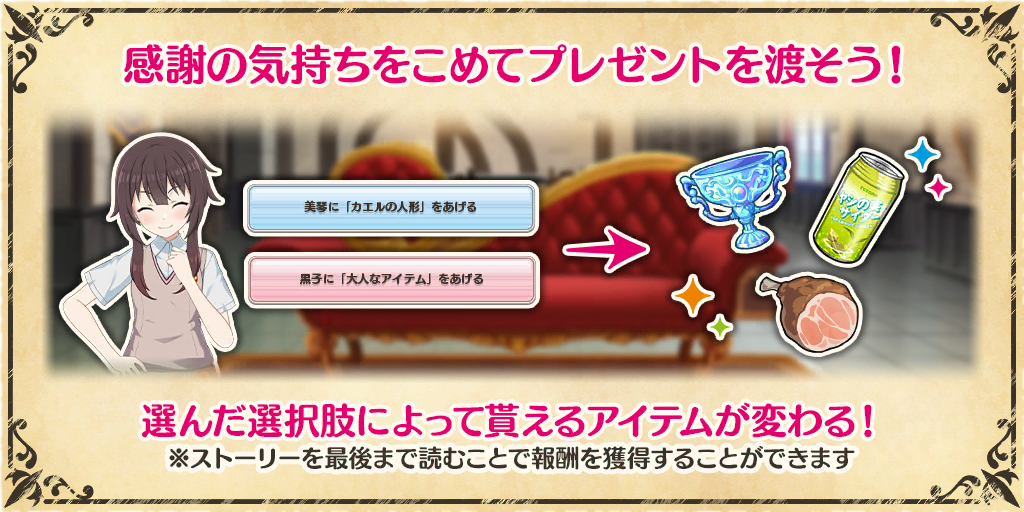 感謝の気持ちをこめてプレゼントを渡そう！
美琴に「カエルの人形」をあげる
黒子に「大人なアイテム」をあげる
ヤシの実
サイダー
選んだ選択肢によって貰えるアイテムが変わる！
※ストーリーを最後まで読むことで報酬を獲得することができます